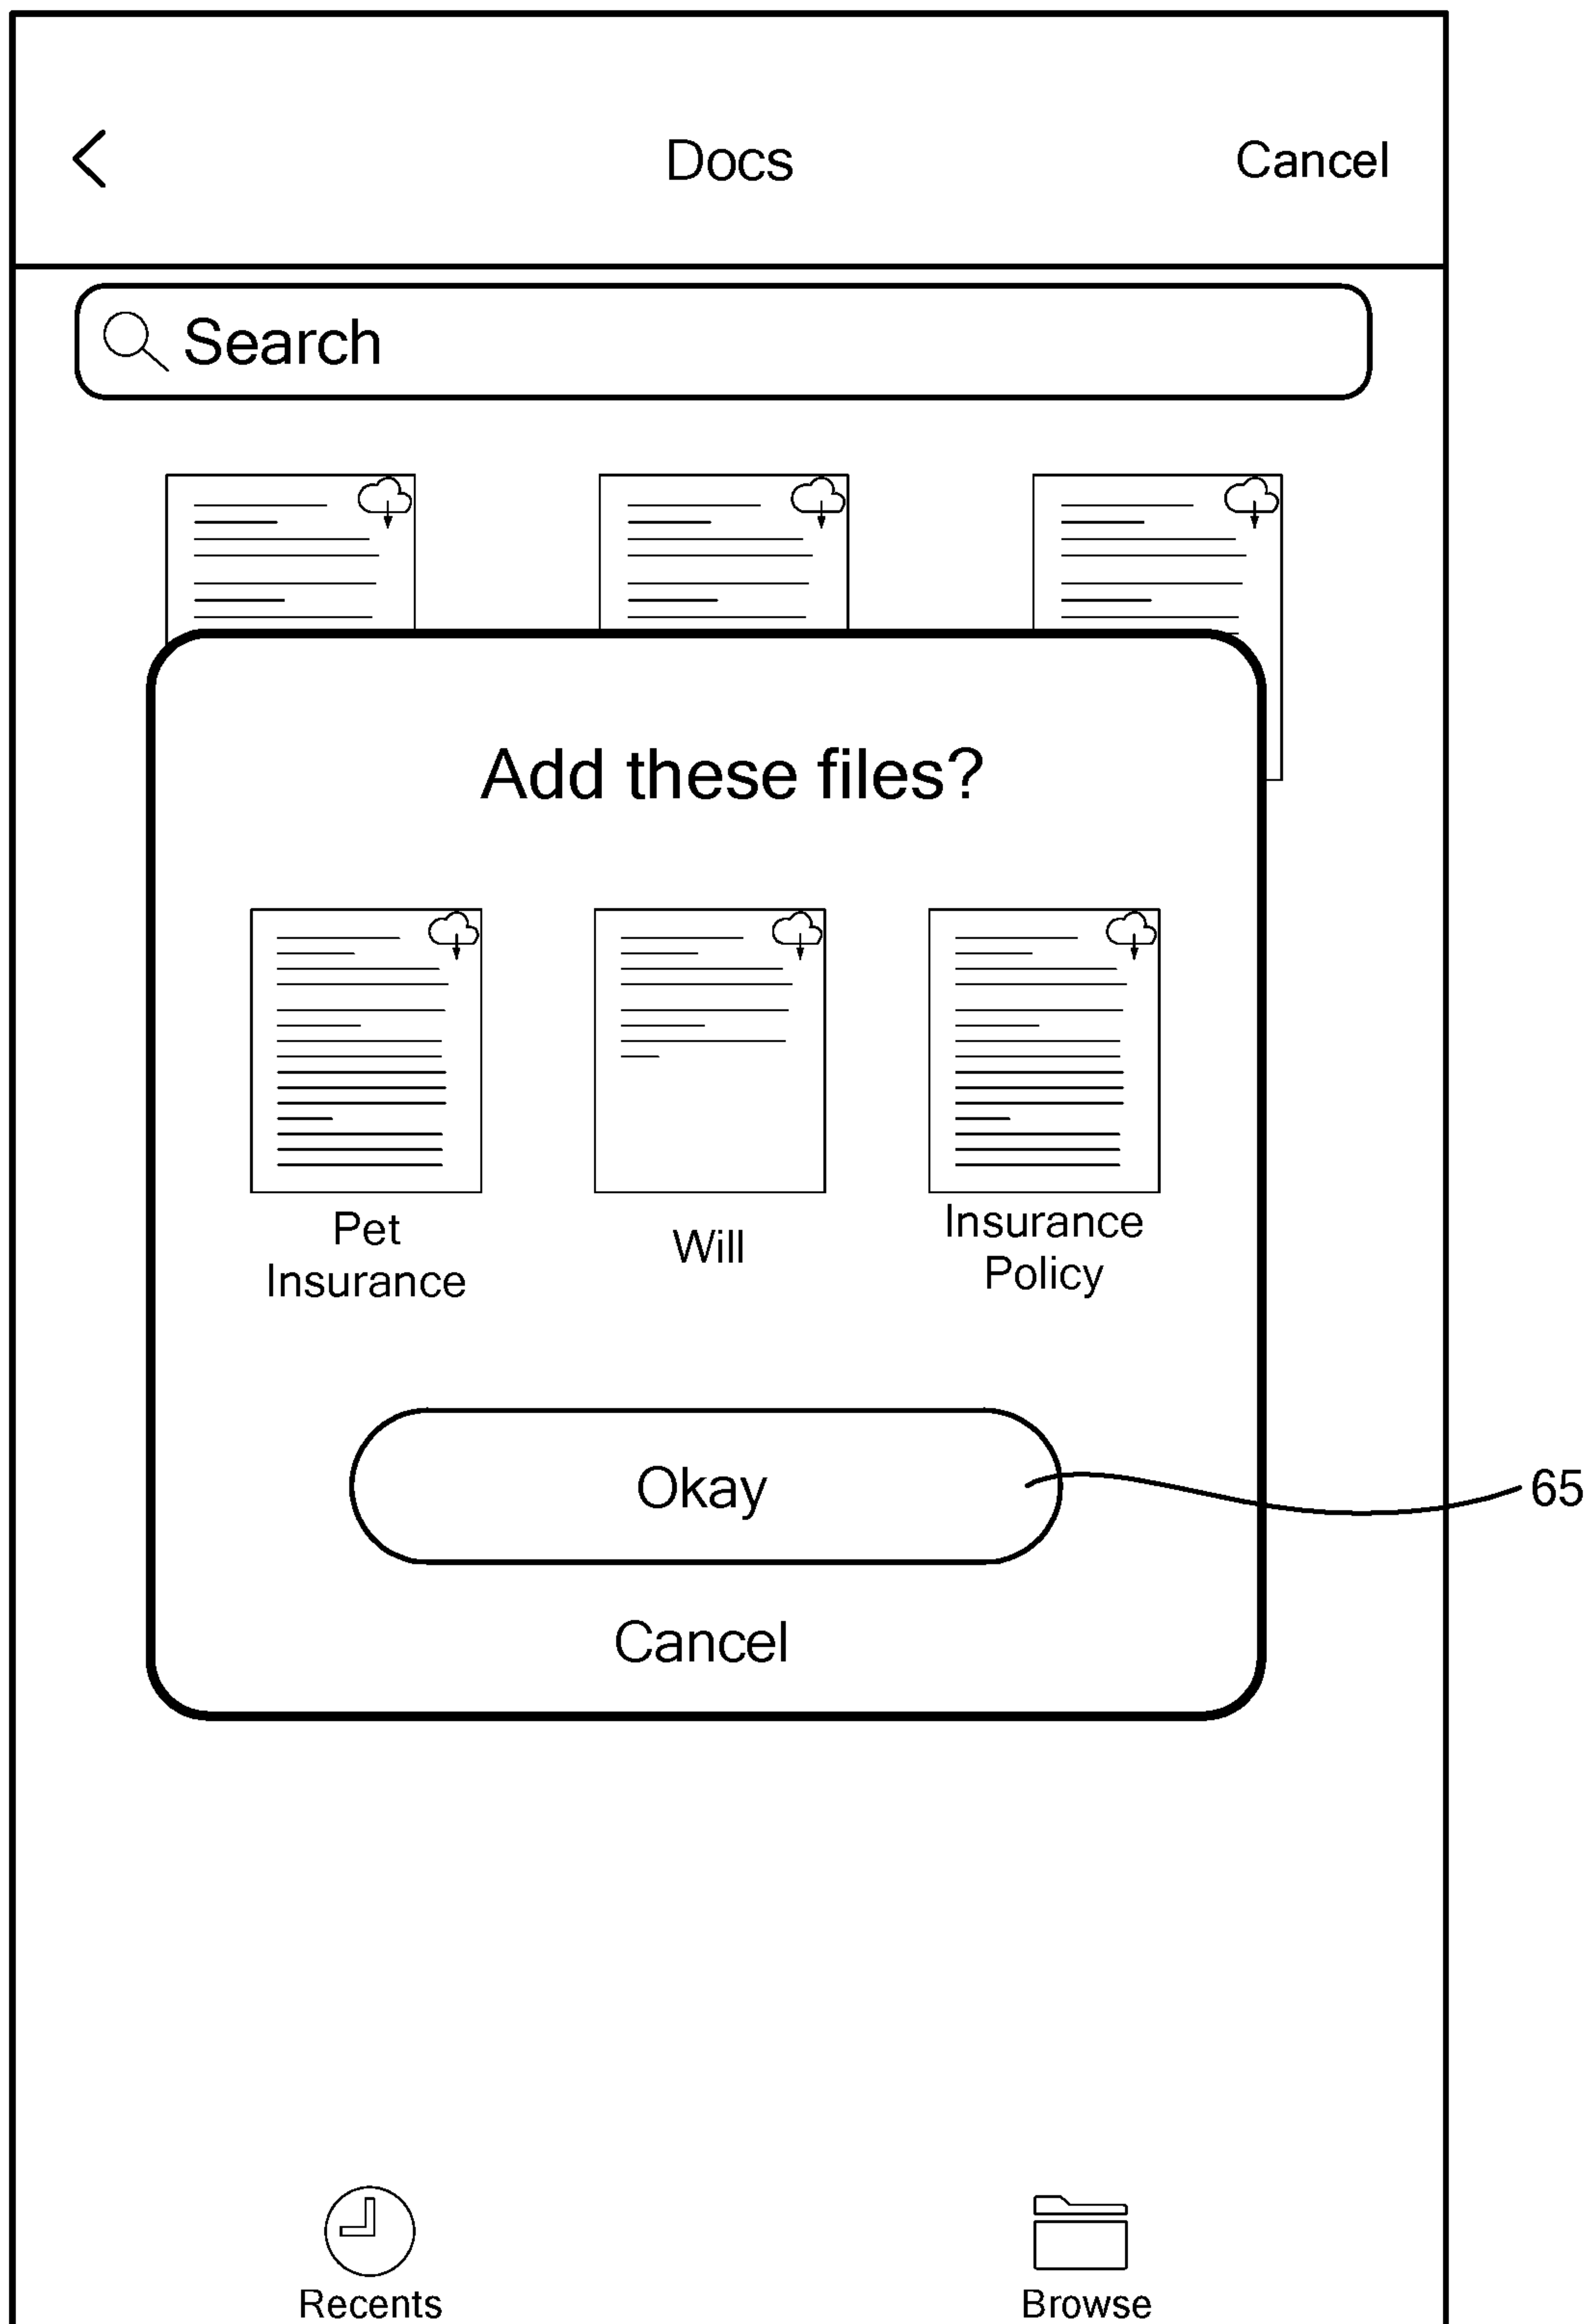 Docs
Cancel
Search
Add these files?
Pet
Insurance
Will
Insurance
Policy
Okay
65
Cancel
Recents
Browse